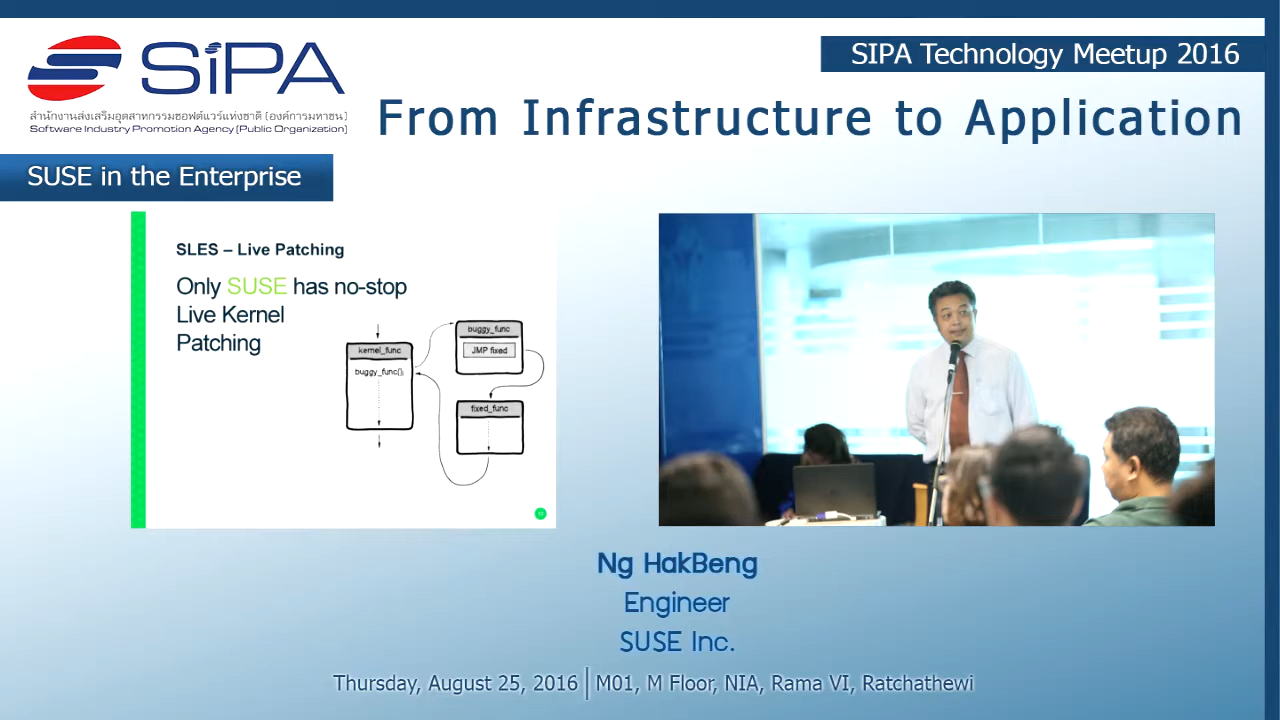 SIPA
สำนักงานส่งเสริมอุตสาหกรรมซอฟต์แวร์แห่งชาติ (องค์การมหาชน)
Software Industry Promotion Agency (Public Organization)
SIPA Technology Meetup 2016
From Infrastructure to Application
SUSE in the Enterprise
SLES – Live Patching
Only SUSE has no-stop
Live Kernel
Patching
kernel_func
buggy_func();
buggy_func
JMP fixed
fixed_func
Ng HakBeng
Engineer
SUSE Inc.
Thursday, August 25, 2016 | M01, M Floor, NIA, Rama VI, Ratchathewi